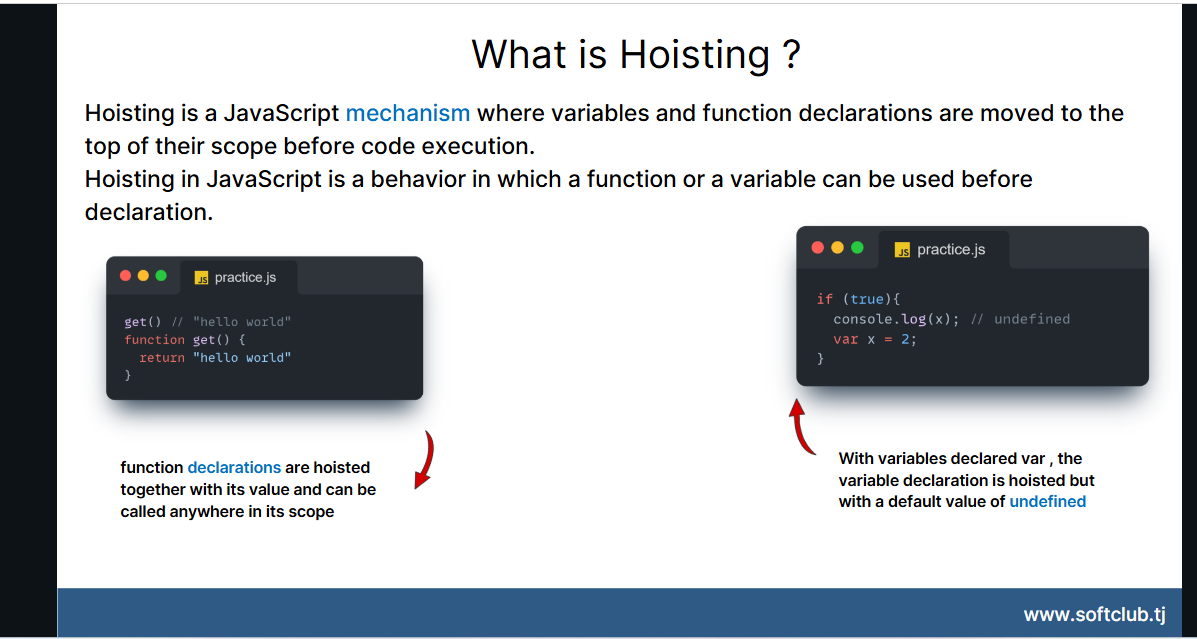 What is Hoisting ?
Hoisting is a JavaScript mechanism where variables and function declarations are moved to the
top of their scope before code execution.
Hoisting in JavaScript is a behavior in which a function or a variable can be used before
declaration.
JS practice.js
get() // "hello world"
function get() {
  return "hello world"
}
function declarations are hoisted
together with its value and can be
called anywhere in its scope
JS practice.js
if (true){
  console.log(x); // undefined
  var x = 2;
}
With variables declared var , the
variable declaration is hoisted but
with a default value of undefined
www.softclub.tj